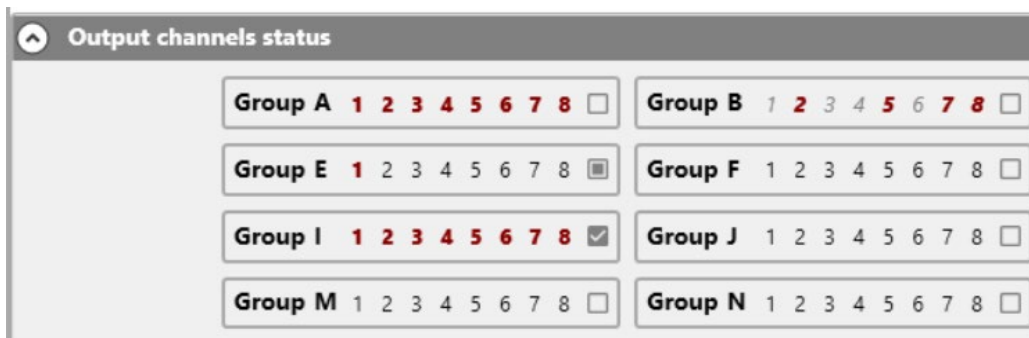 Output channels status
Group A 1 2 3 4 5 6 7 8 Group B 1 2 3 4 5 6 7 8
Group E 1 2 3 4 5 6 7 8 Group F 1 2 3 4 5 6 7 8
Group I 1 2 3 4 5 6 7 8 Group J 1 2 3 4 5 6 7 8
Group M 1 2 3 4 5 6 7 8 Group N 1 2 3 4 5 6 7 8